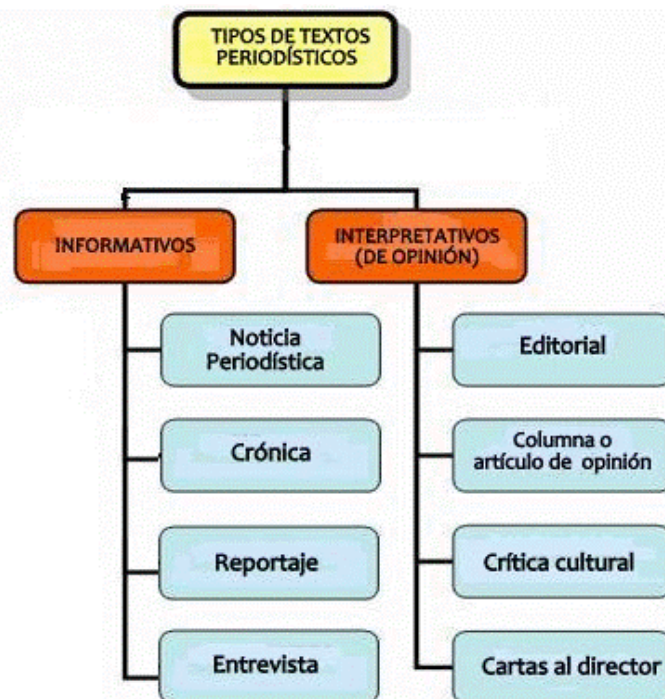 TIPOS DE TEXTOS
PERIODÍSTICOS
INFORMATIVOS
INTERPRETATIVOS
(DE OPINIÓN)
Noticia
Periodística
Crónica
Reportaje
Entrevista
Editorial
Columna o
artículo de opinión
Crítica cultural
Cartas al director